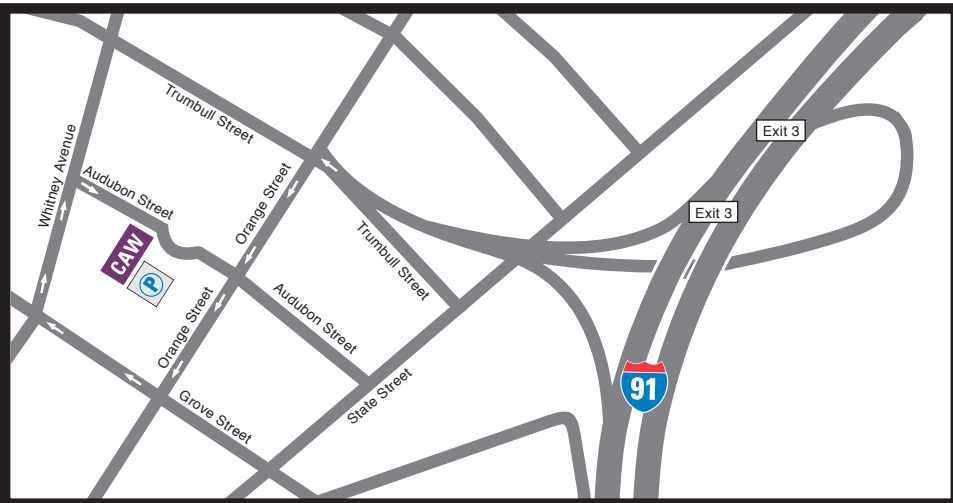 Trumbull Street
Exit 3
Whitney Avenue
Audubon Street
Orange Street
Exit 3
CAW
P
Trumbull Street
Orange Street
Audubon Street
91
State Street
Grove Street